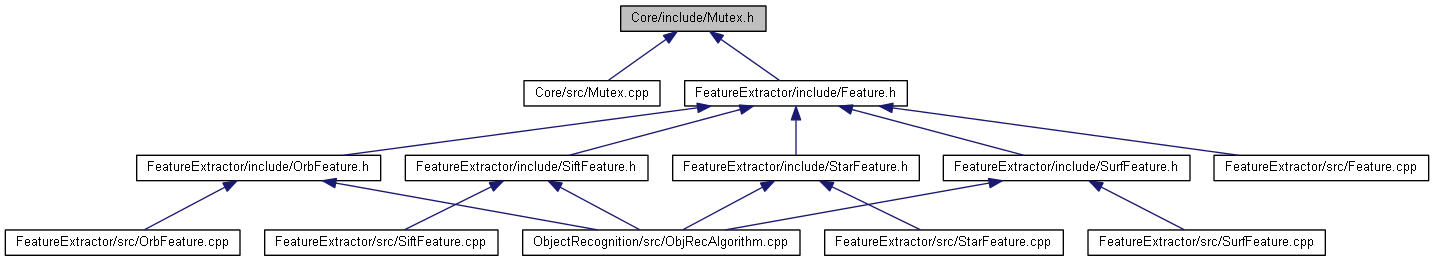 Core/include/Mutex.h
Core/src/Mutex.cpp
FeatureExtractor/include/Feature.h
FeatureExtractor/include/OrbFeature.h
FeatureExtractor/include/SiftFeature.h
FeatureExtractor/include/StarFeature.h
FeatureExtractor/include/SurfFeature.h
FeatureExtractor/src/Feature.cpp
FeatureExtractor/src/OrbFeature.cpp
FeatureExtractor/src/SiftFeature.cpp
ObjectRecognition/src/ObjRecAlgorithm.cpp
FeatureExtractor/src/StarFeature.cpp
FeatureExtractor/src/SurfFeature.cpp